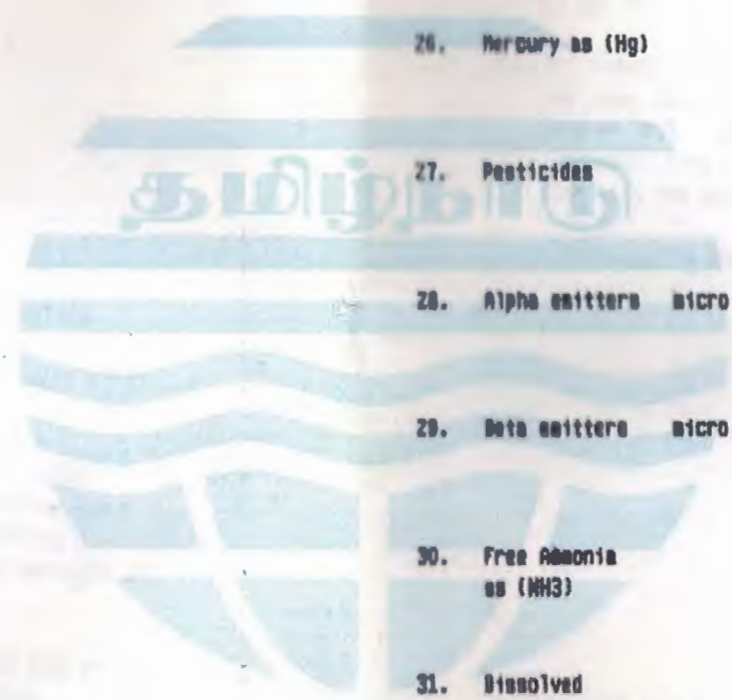 26. Mercury as (Hg)
27. Pesticides
தமிழ்நாடு
28. Alpha emitters micro
29. Beta emitters micro
30. Free Ammonia
as (NH3)
31. Dissolved